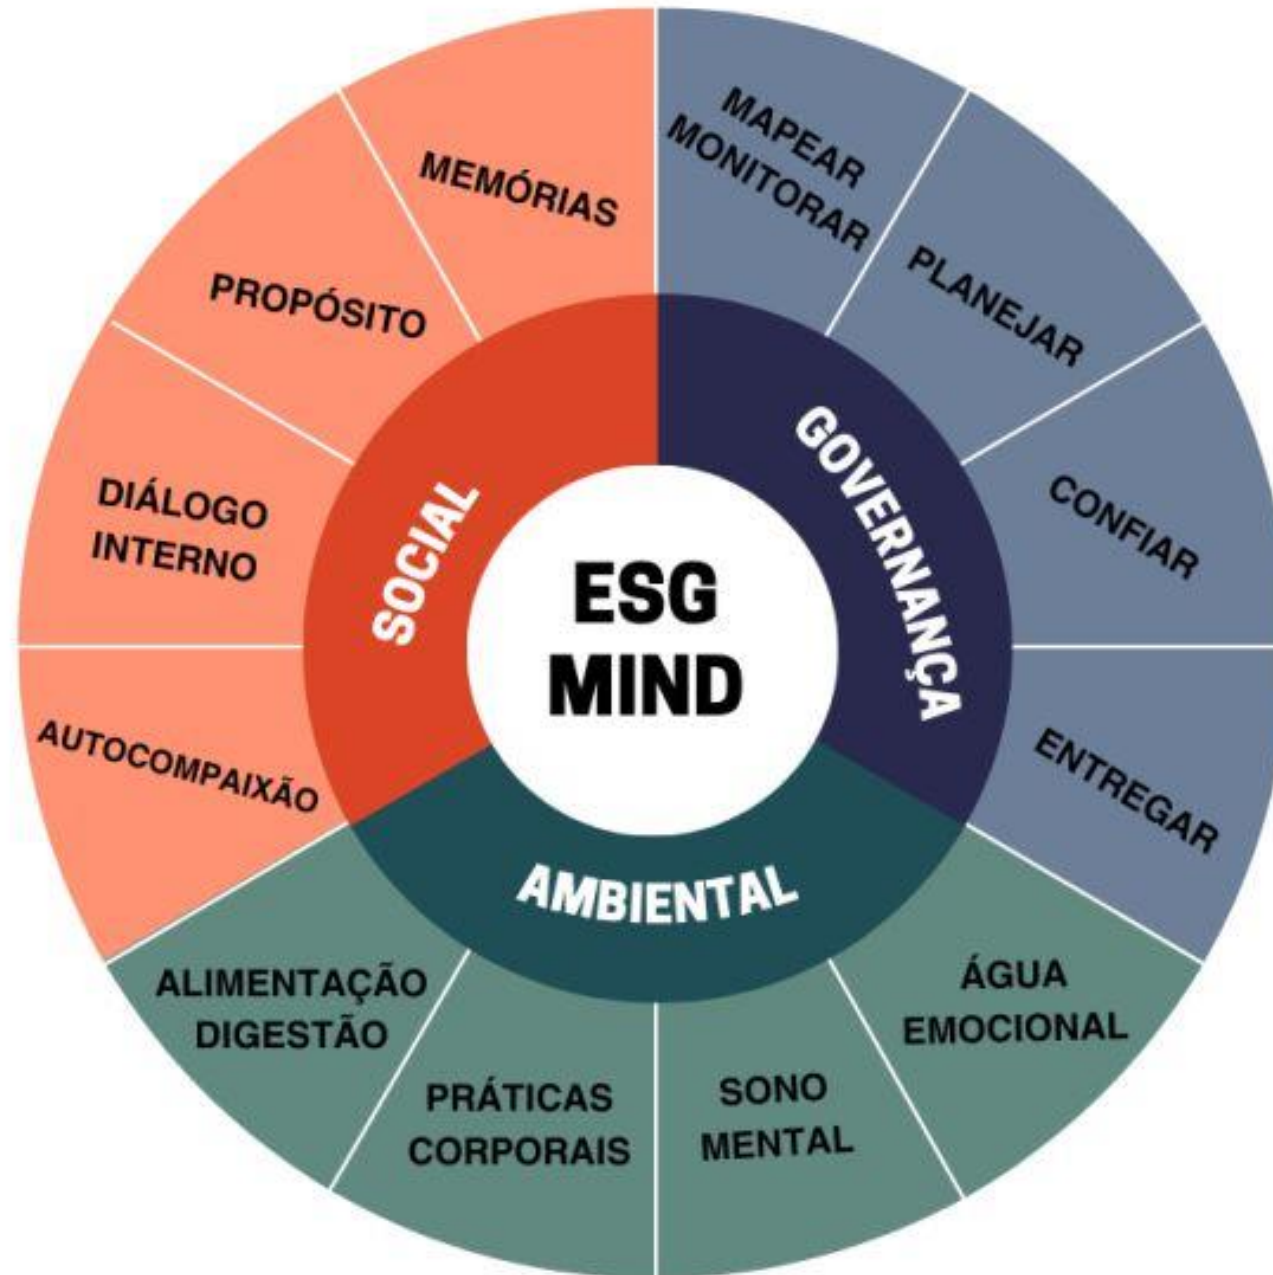 ESG
MIND
GOVERNANÇA
MAPEAR
MONITORAR
PLANEJAR
CONFIAR
ENTREGAR
AMBIENTAL
ÁGUA
EMOCIONAL
SONO
MENTAL
PRÁTICAS
CORPORAIS
ALIMENTAÇÃO
DIGESTÃO
SOCIAL
AUTOCOMPAIXÃO
DIÁLOGO
INTERNO
PROPÓSITO
MEMÓRIAS